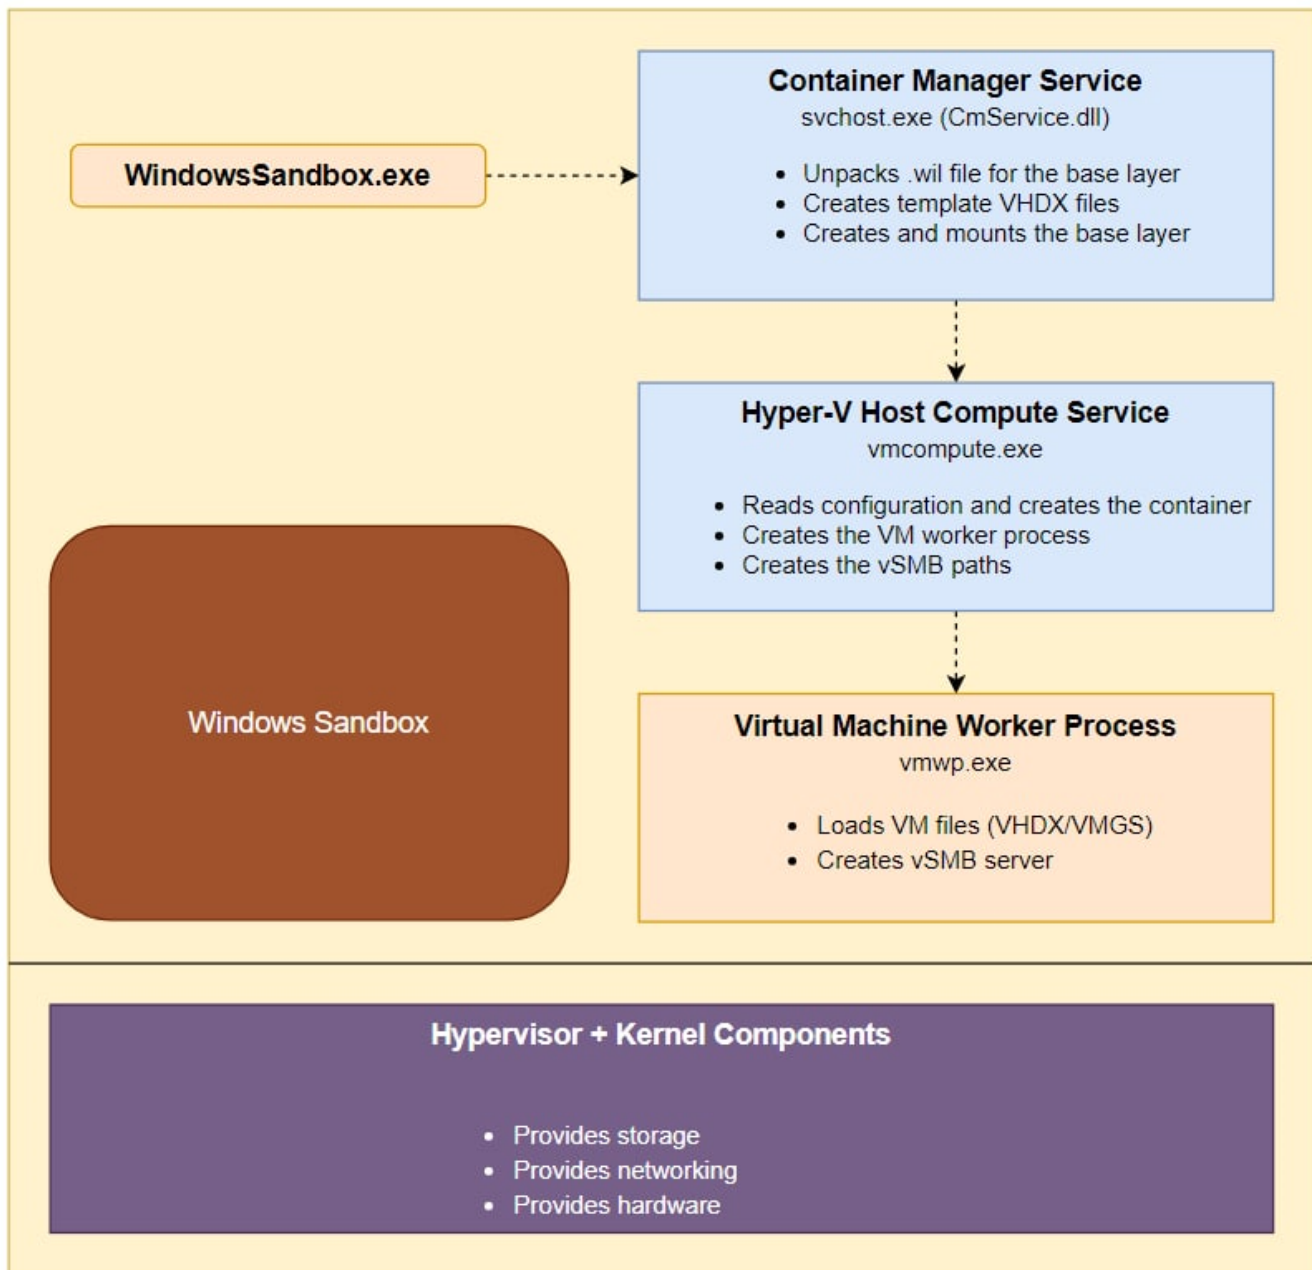 Container Manager Service
svchost.exe (CmService.dll)
WindowsSandbox.exe
• Unpacks .wil file for the base layer
• Creates template VHDX files
• Creates and mounts the base layer
Hyper-V Host Compute Service
vmcompute.exe
• Reads configuration and creates the container
• Creates the VM worker process
• Creates the vSMB paths
Windows Sandbox
Virtual Machine Worker Process
vmwp.exe
• Loads VM files (VHDX/VMGS)
• Creates vSMB server
Hypervisor + Kernel Components
• Provides storage
• Provides networking
• Provides hardware